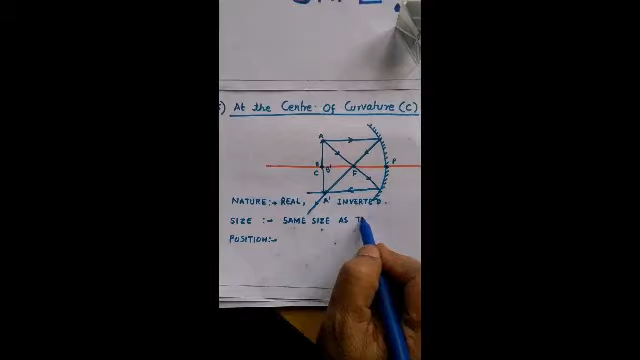 At the Centre of Curvature (C)
A
B
C
B'
F
P
A'
NATURE:→ REAL, INVERTED.
SIZE :→ SAME SIZE AS T
POSITION:→